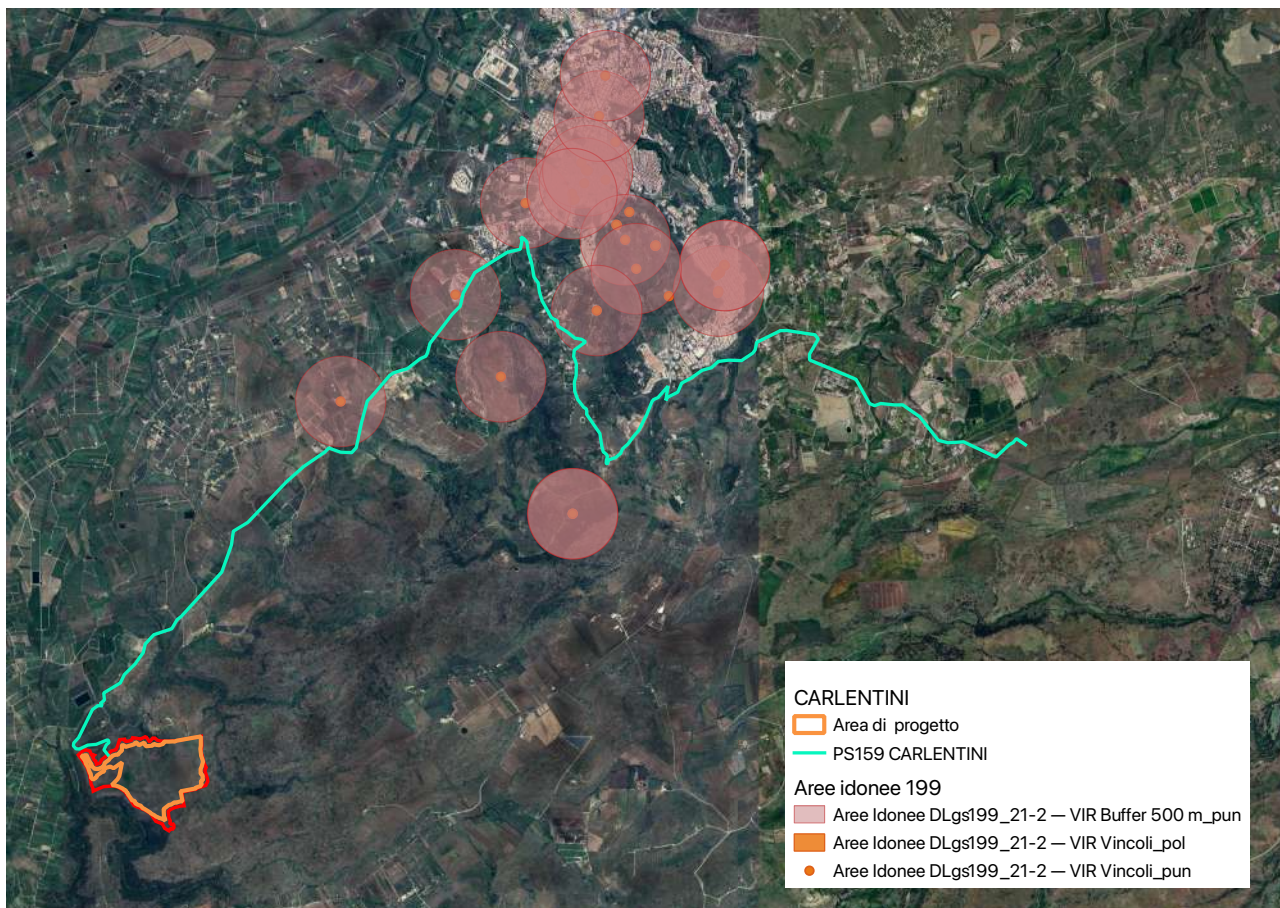 CARLENTINI
Area di progetto
PS159 CARLENTINI
Aree idonee 199
Aree Idonee DLgs199_21-2 — VIR Buffer 500 m_pun
Aree Idonee DLgs199_21-2 — VIR Vincoli_pol
Aree Idonee DLgs199_21-2 — VIR Vincoli_pun